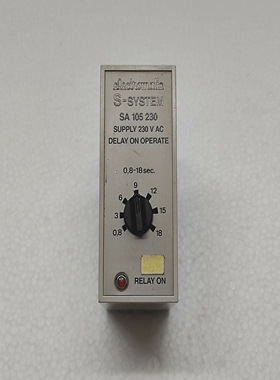 electromatic
S-SYSTEM
SA 105 230
SUPPLY 230 V AC
DELAY ON OPERATE
0,8-18 sec.
9
6 12
3 15
0,8 18
RELAY ON